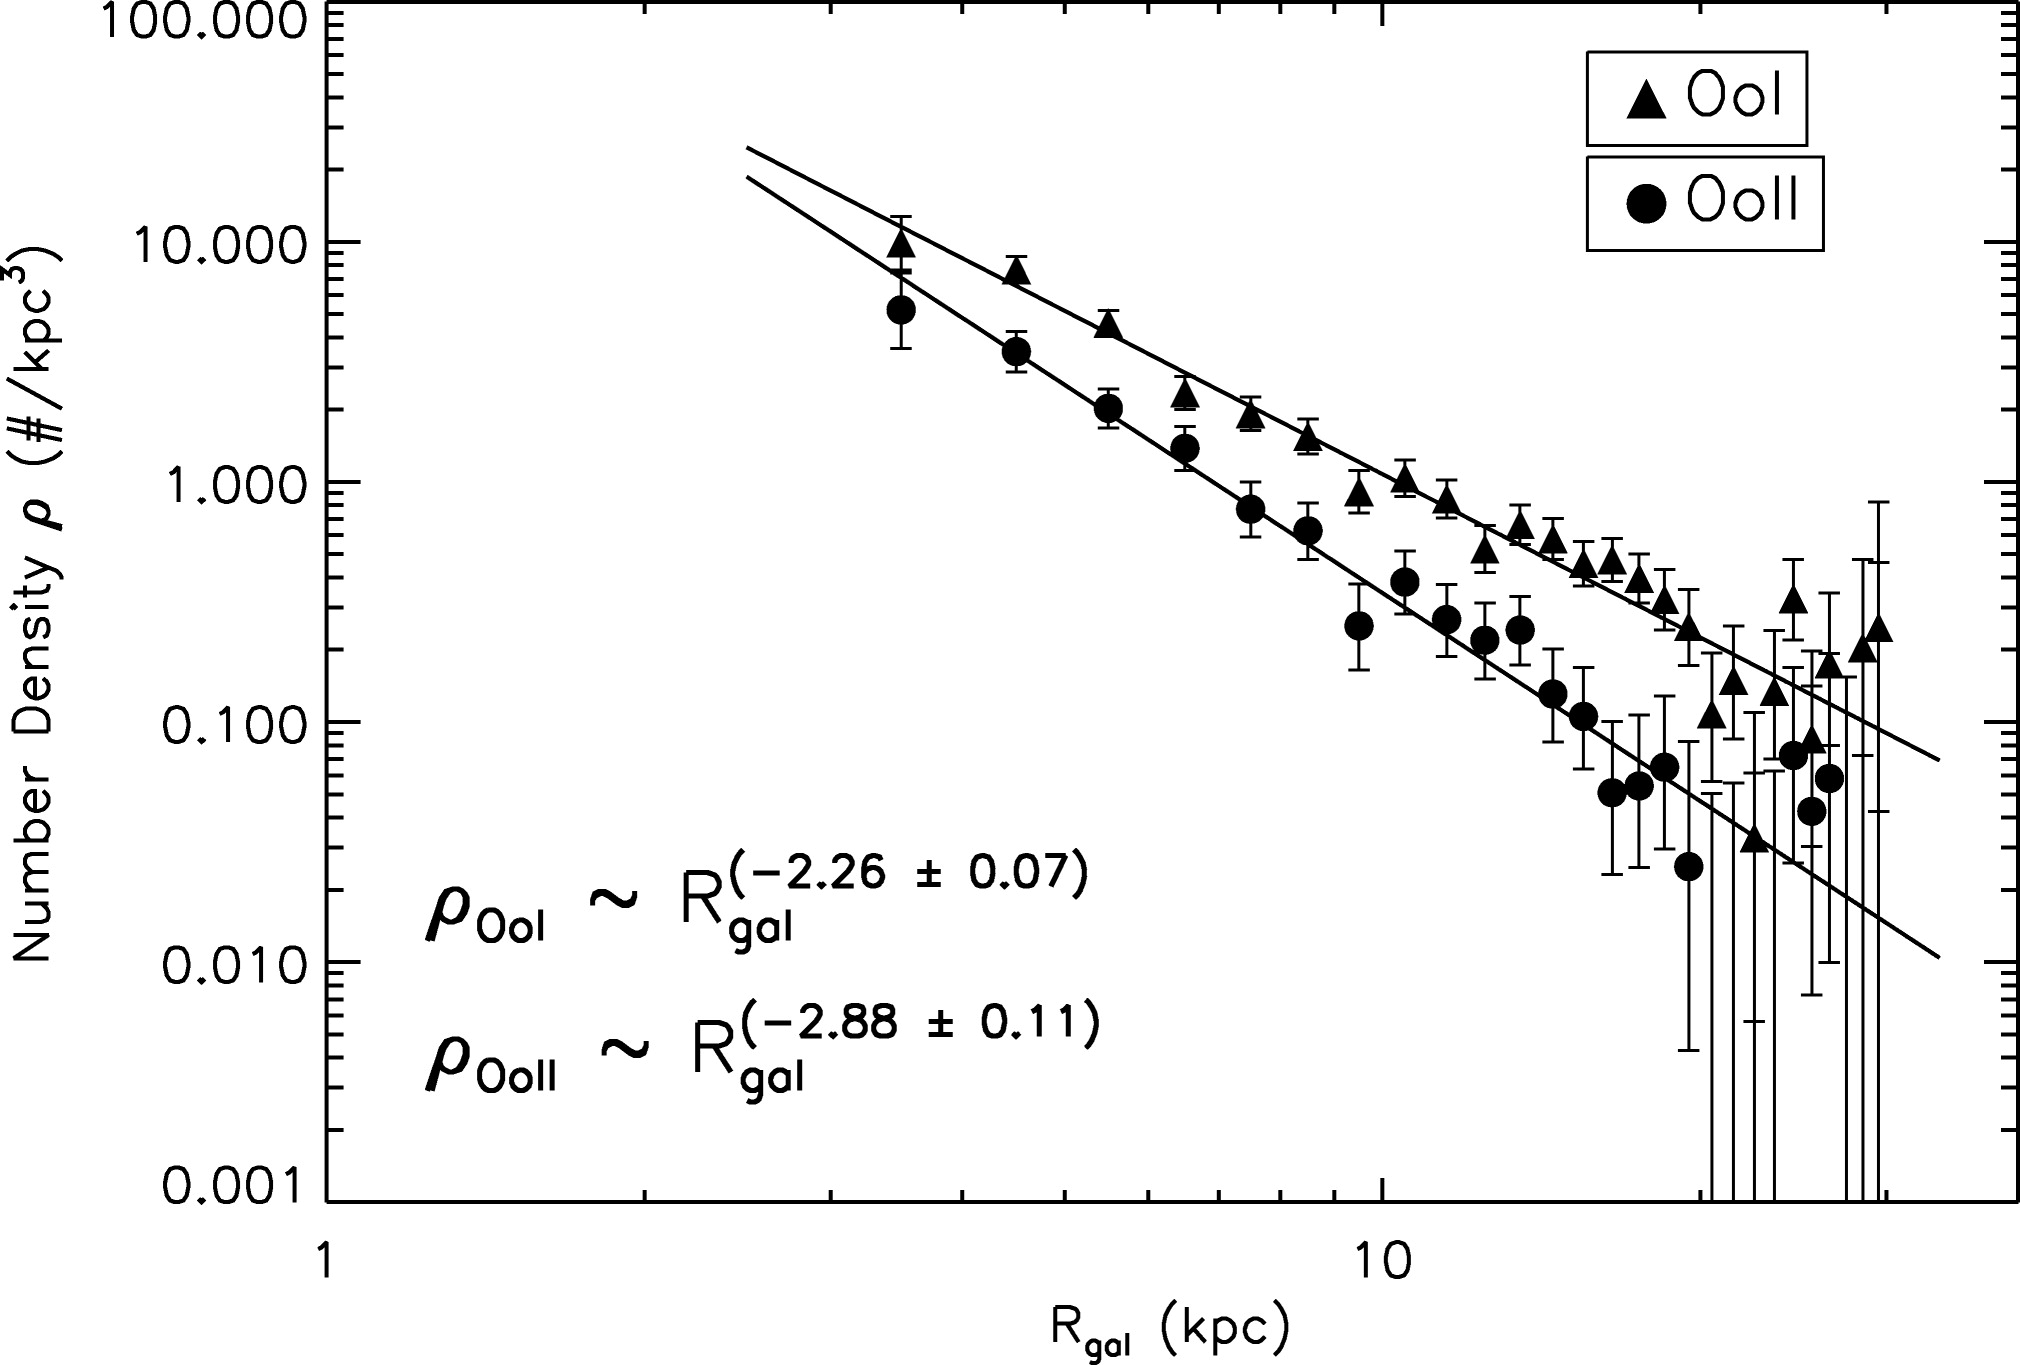 100.000
10.000
1.000
0.100
0.010
0.001
Number Density ρ (#/kpc³)
OoI
OoII
ρOoI ~ Rgal(−2.26 ± 0.07)
ρOoII ~ Rgal(−2.88 ± 0.11)
1
10
Rgal (kpc)